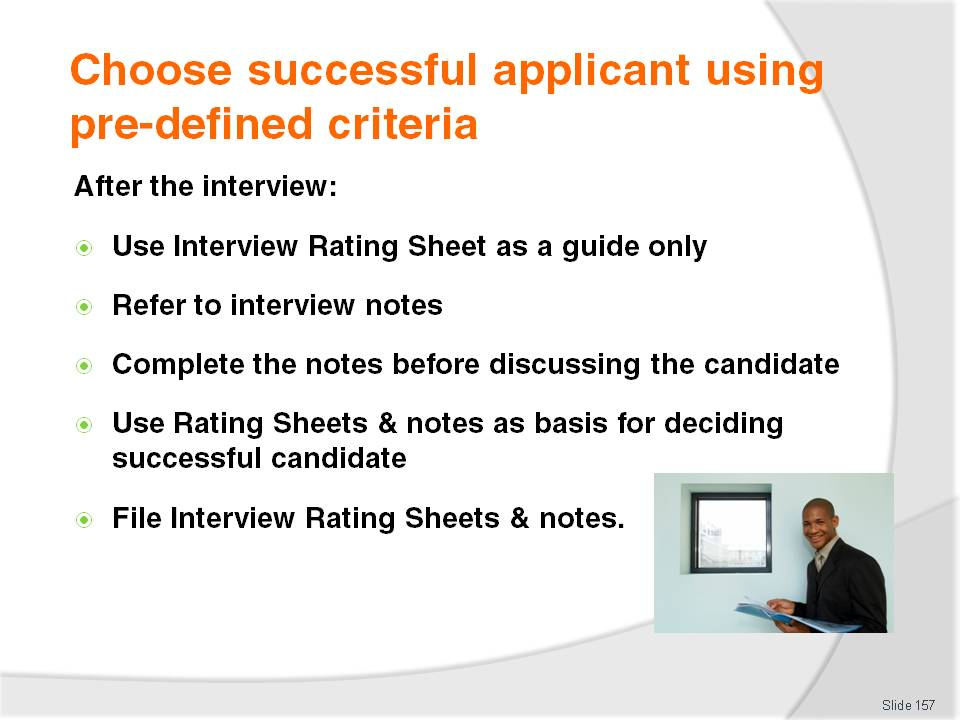 Choose successful applicant using
pre-defined criteria
After the interview:
Use Interview Rating Sheet as a guide only
Refer to interview notes
Complete the notes before discussing the candidate
Use Rating Sheets & notes as basis for deciding
successful candidate
File Interview Rating Sheets & notes.
Slide 157